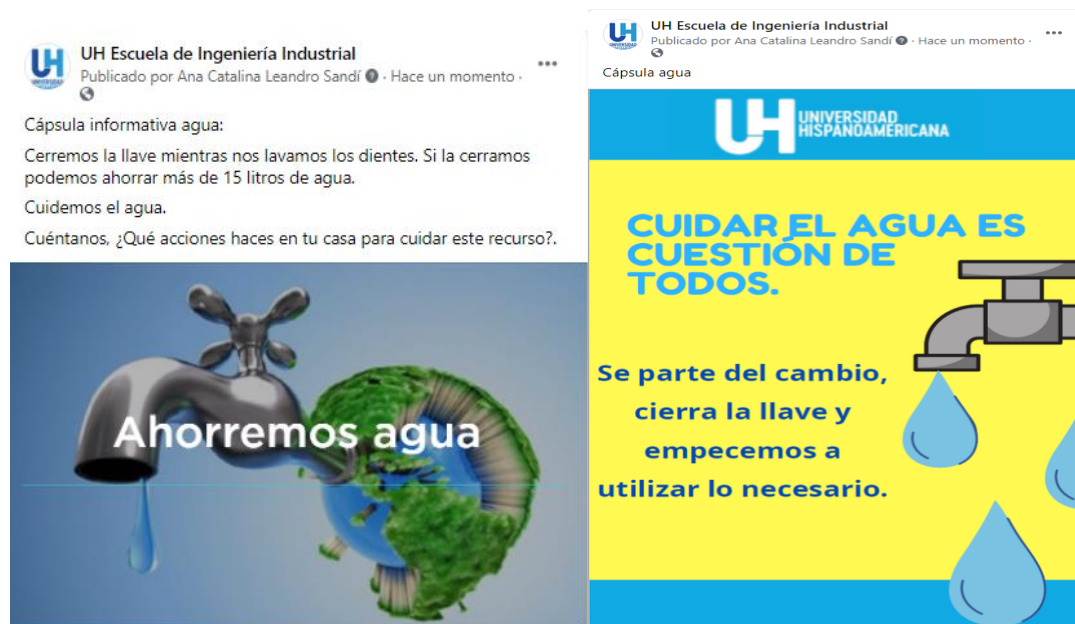 UH Escuela de Ingeniería Industrial
Publicado por Ana Catalina Leandro Sandí · Hace un momento ·
Cápsula informativa agua:
Cerremos la llave mientras nos lavamos los dientes. Si la cerramos
podemos ahorrar más de 15 litros de agua.
Cuidemos el agua.
Cuéntanos, ¿Qué acciones haces en tu casa para cuidar este recurso?.
Ahorremos agua
UH Escuela de Ingeniería Industrial
Publicado por Ana Catalina Leandro Sandí · Hace un momento ·
Cápsula agua
UH UNIVERSIDAD
HISPANOAMERICANA
CUIDAR EL AGUA ES
CUESTIÓN DE
TODOS.
Se parte del cambio,
cierra la llave y
empecemos a
utilizar lo necesario.